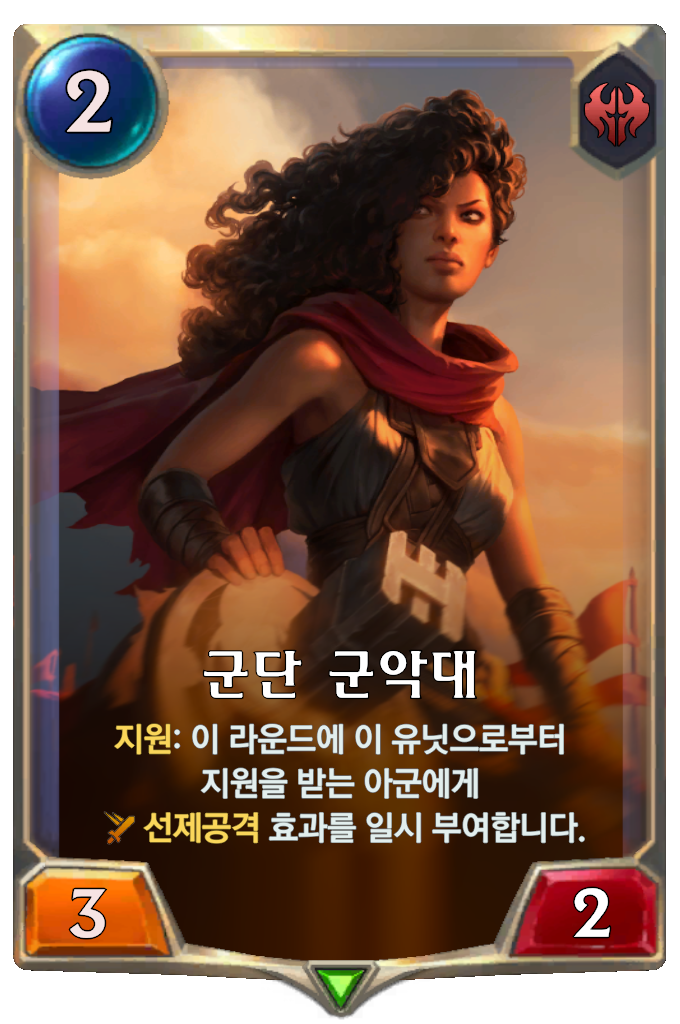 2
군단 군악대
지원: 이 라운드에 이 유닛으로부터
지원을 받는 아군에게
선제공격 효과를 일시 부여합니다.
3
2